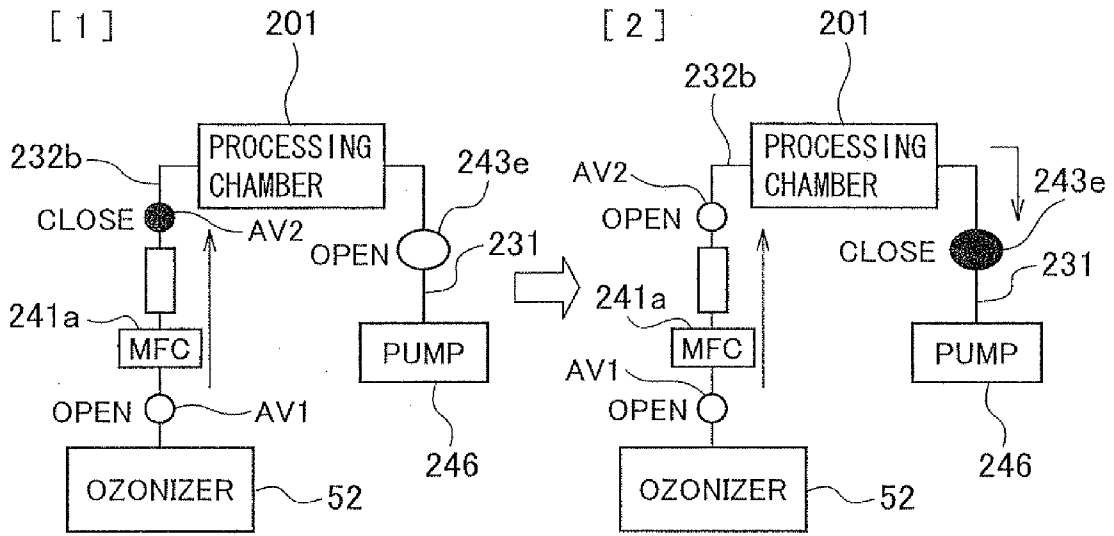 [ 1 ]
201
232b
PROCESSING
CHAMBER
243e
CLOSE
AV2
OPEN
231
241a
MFC
PUMP
OPEN
AV1
246
OZONIZER
52
[ 2 ]
201
232b
PROCESSING
CHAMBER
AV2
243e
OPEN
CLOSE
231
241a
MFC
PUMP
AV1
OPEN
246
OZONIZER
52